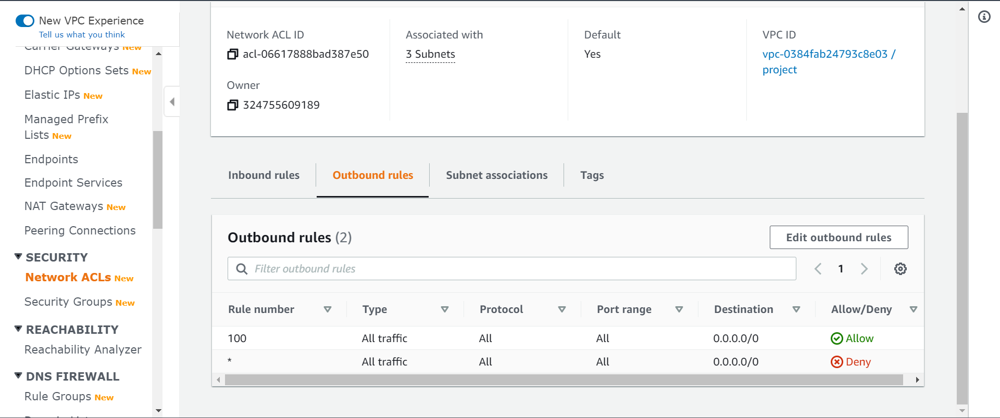 New VPC Experience
Tell us what you think
Carrier Gateways New
DHCP Options Sets New
Elastic IPs New
Managed Prefix
Lists New
Endpoints
Endpoint Services
NAT Gateways New
Peering Connections
SECURITY
Network ACLs New
Security Groups New
REACHABILITY
Reachability Analyzer
DNS FIREWALL
Rule Groups New
Network ACL ID
acl-06617888bad387e50
Associated with
3 Subnets
Default
Yes
VPC ID
vpc-0384fab24793c8e03 /
project
Owner
324755609189
Inbound rules
Outbound rules
Subnet associations
Tags
Outbound rules (2)
Edit outbound rules
Filter outbound rules
1
Rule number Type Protocol Port range Destination Allow/Deny
100 All traffic All All 0.0.0.0/0 Allow
* All traffic All All 0.0.0.0/0 Deny